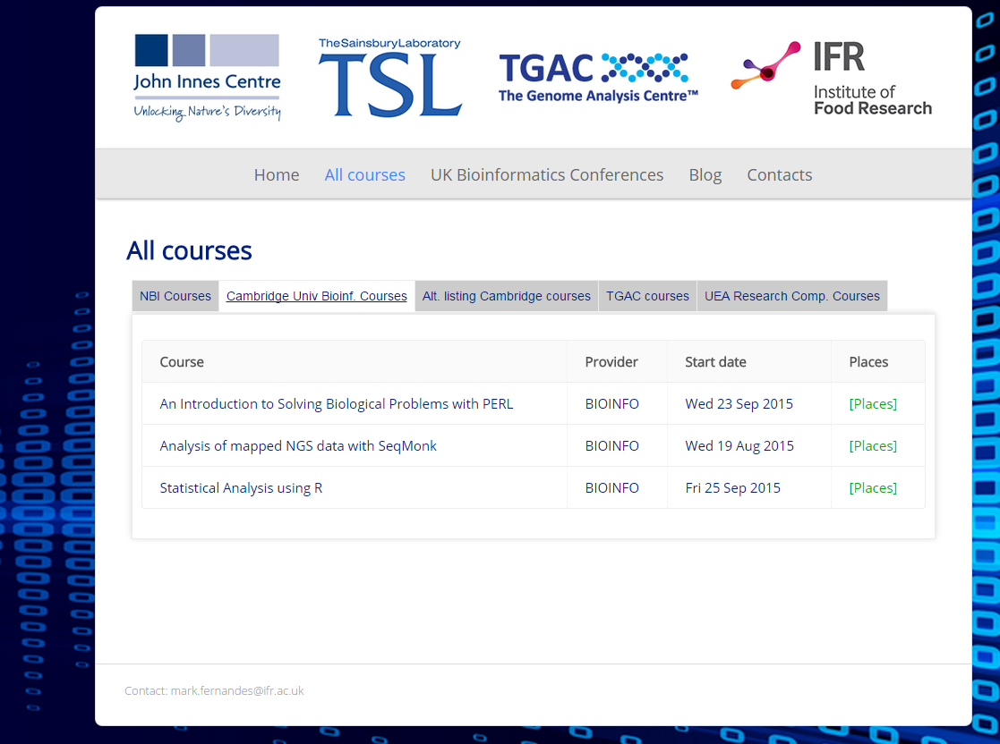 John Innes Centre
Unlocking Nature's Diversity
TheSainsburyLaboratory
TSL
TGAC
The Genome Analysis Centre™
IFR
Institute of
Food Research
Home All courses UK Bioinformatics Conferences Blog Contacts
All courses
NBI Courses Cambridge Univ Bioinf. Courses Alt. listing Cambridge courses TGAC courses UEA Research Comp. Courses
Course Provider Start date Places
An Introduction to Solving Biological Problems with PERL BIOINFO Wed 23 Sep 2015 [Places]
Analysis of mapped NGS data with SeqMonk BIOINFO Wed 19 Aug 2015 [Places]
Statistical Analysis using R BIOINFO Fri 25 Sep 2015 [Places]
Contact: mark.fernandes@ifr.ac.uk